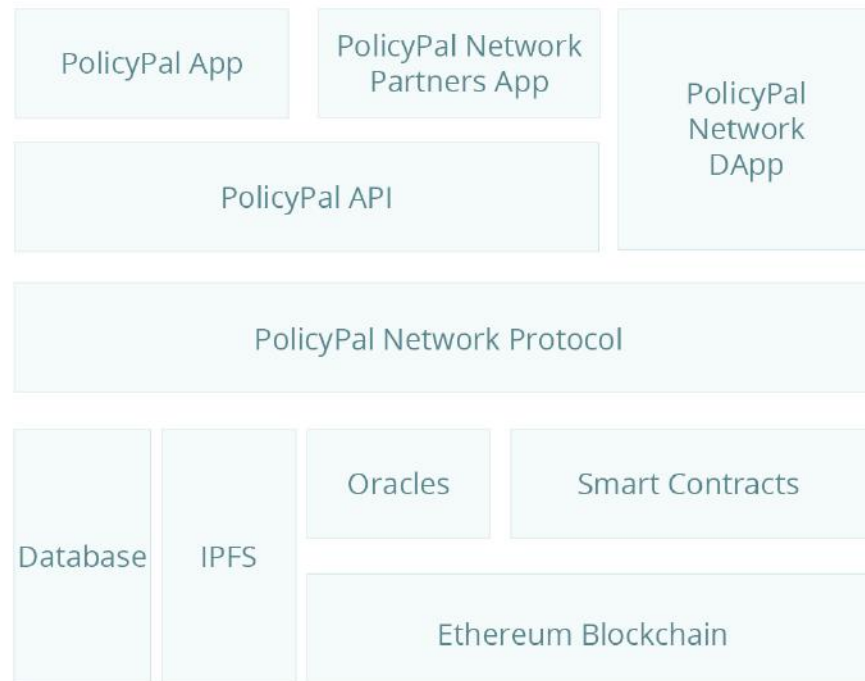 PolicyPal App
PolicyPal Network
Partners App
PolicyPal
Network
DApp
PolicyPal API
PolicyPal Network Protocol
Database
IPFS
Oracles
Smart Contracts
Ethereum Blockchain